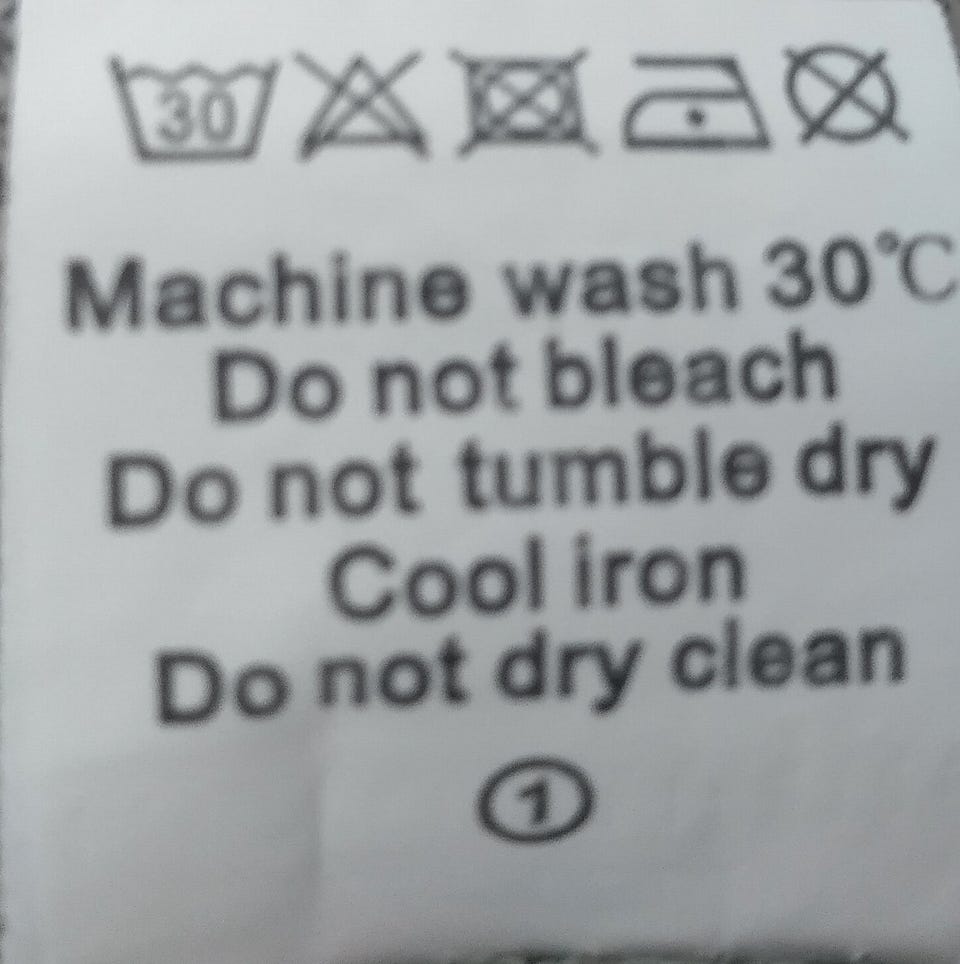 30
Machine wash 30℃
Do not bleach
Do not tumble dry
Cool iron
Do not dry clean
1